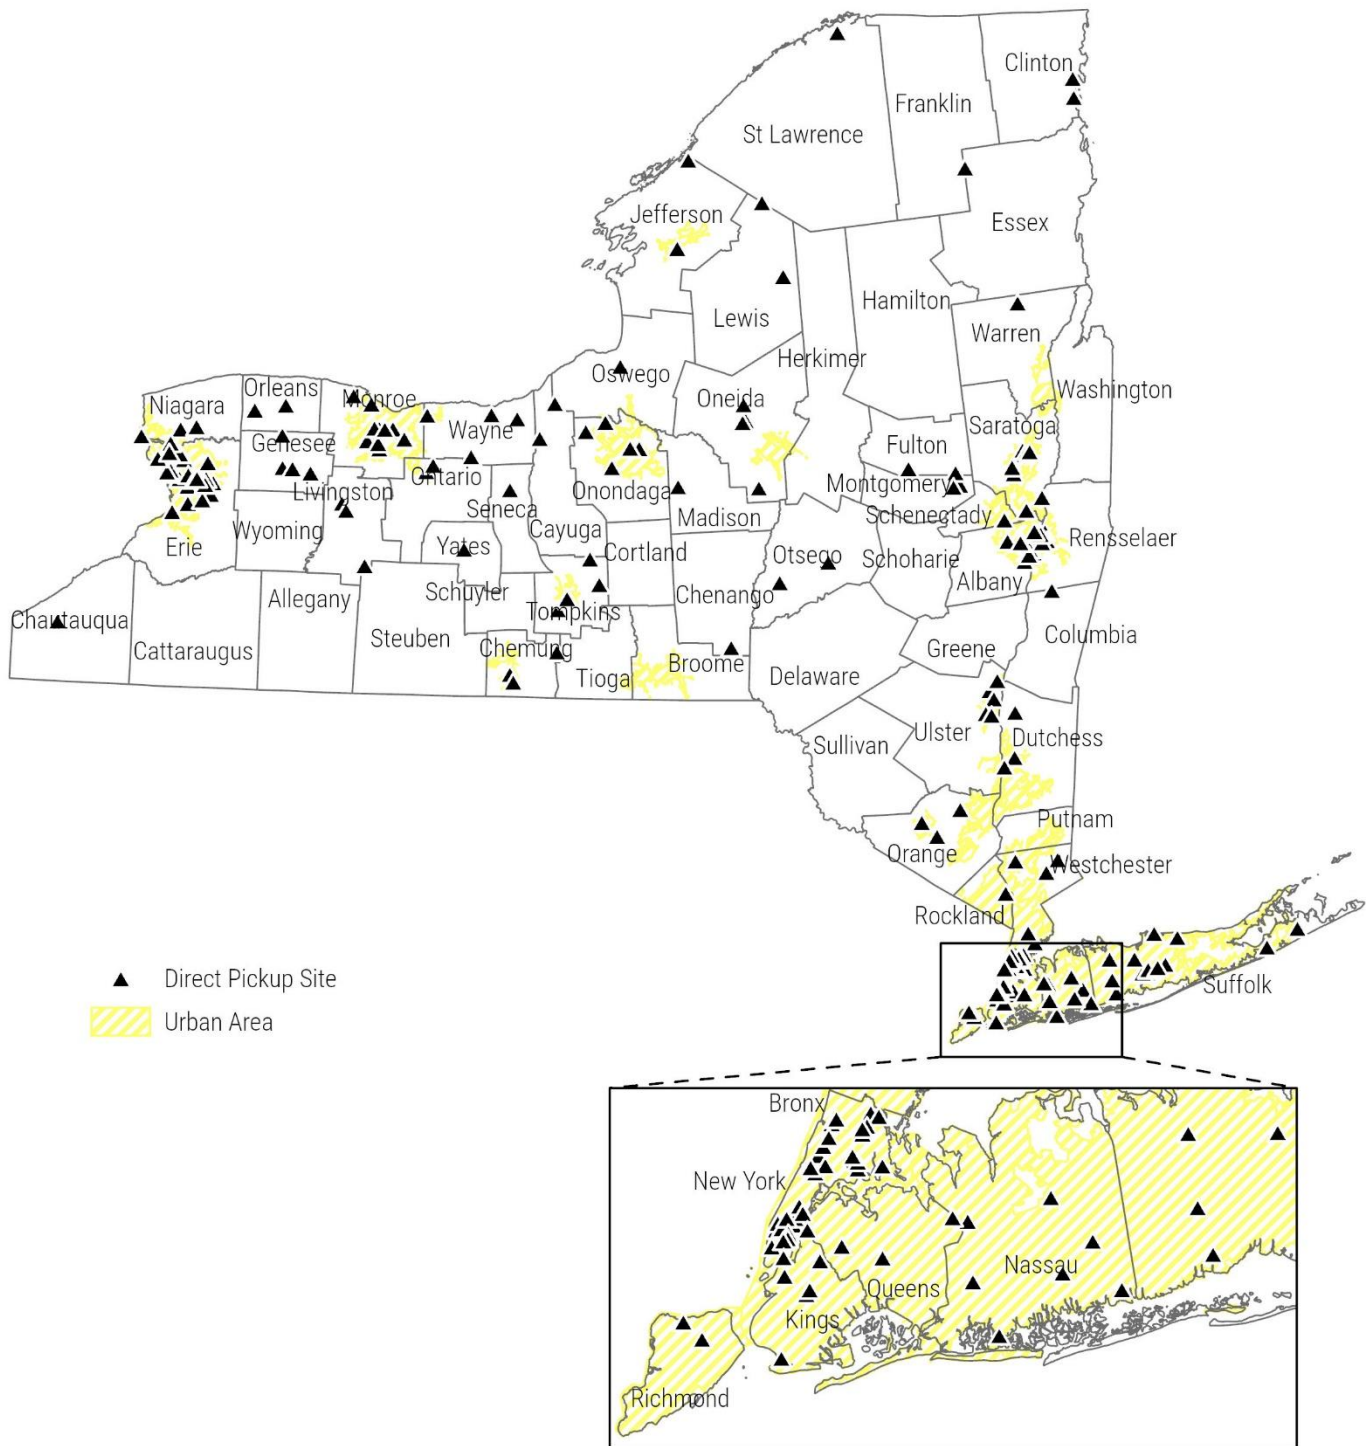 Clinton
Franklin
St Lawrence
Jefferson
Essex
Hamilton
Lewis
Warren
Herkimer
Oswego
Orleans
Washington
Niagara
Monroe
Oneida
Saratoga
Wayne
Genesee
Fulton
Ontario
Montgomery
Livingston
Onondaga
Seneca
Schenectady
Madison
Cayuga
Wyoming
Rensselaer
Erie
Yates
Cortland
Otsego
Schoharie
Albany
Schuyler
Allegany
Chenango
Tompkins
Chautauqua
Steuben
Columbia
Cattaraugus
Chemung
Greene
Broome
Tioga
Delaware
Ulster
Dutchess
Sullivan
Putnam
Orange
Westchester
Rockland
Direct Pickup Site
Suffolk
Urban Area
Bronx
New York
Nassau
Queens
Kings
Richmond